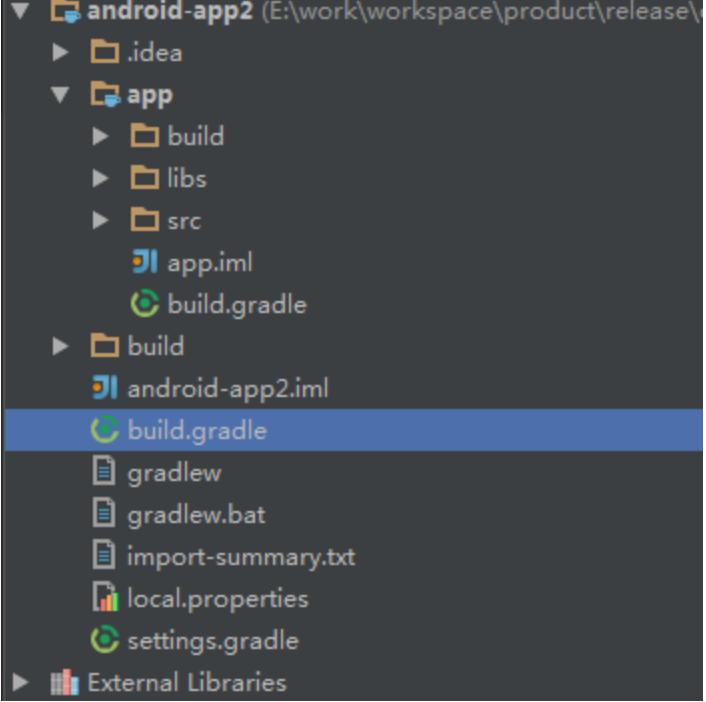 android-app2 (E:\work\workspace\product\release\
.idea
app
build
libs
src
app.iml
build.gradle
build
android-app2.iml
build.gradle
gradlew
gradlew.bat
import-summary.txt
local.properties
settings.gradle
External Libraries